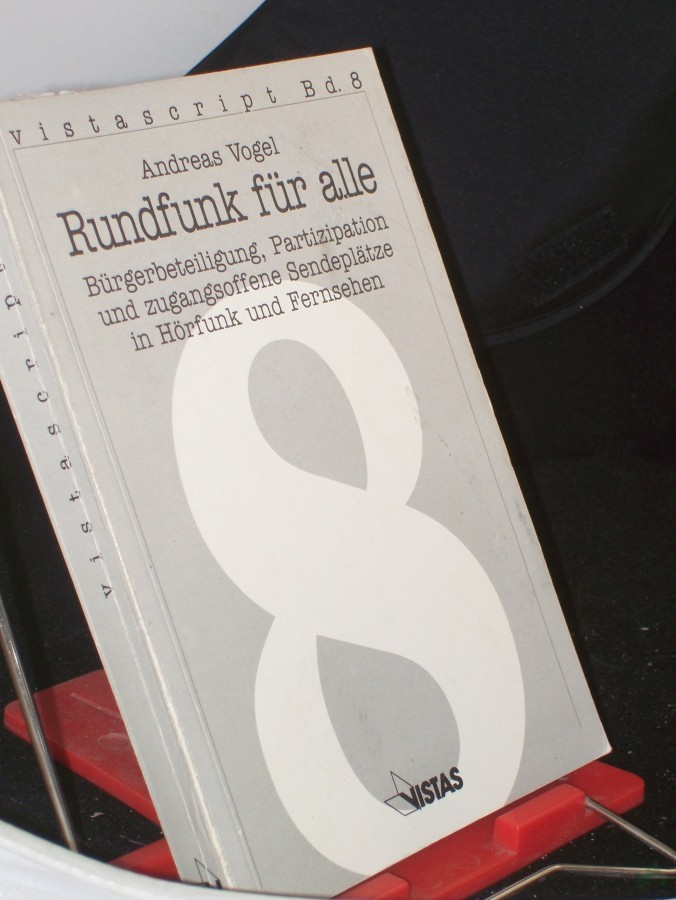 vistascript Bd. 8
Andreas Vogel
Rundfunk für alle
Bürgerbeteiligung, Partizipation
und zugangsoffene Sendeplätze
in Hörfunk und Fernsehen
8
VISTAS
vistascript